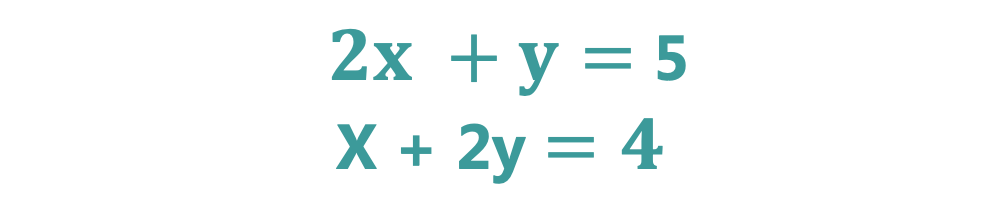 2x + y = 5
X + 2y = 4